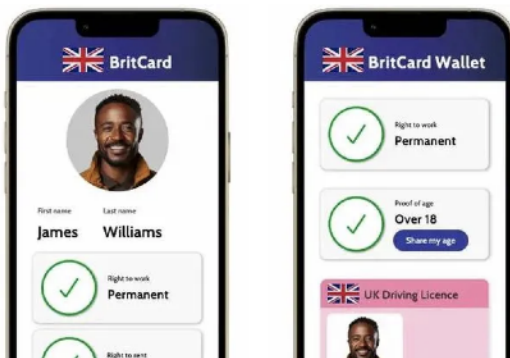 BritCard
First name Last name
James Williams
Right to work
Permanent
Right to rent
BritCard Wallet
Right to work
Permanent
Proof of age
Over 18
Share my age
UK Driving Licence